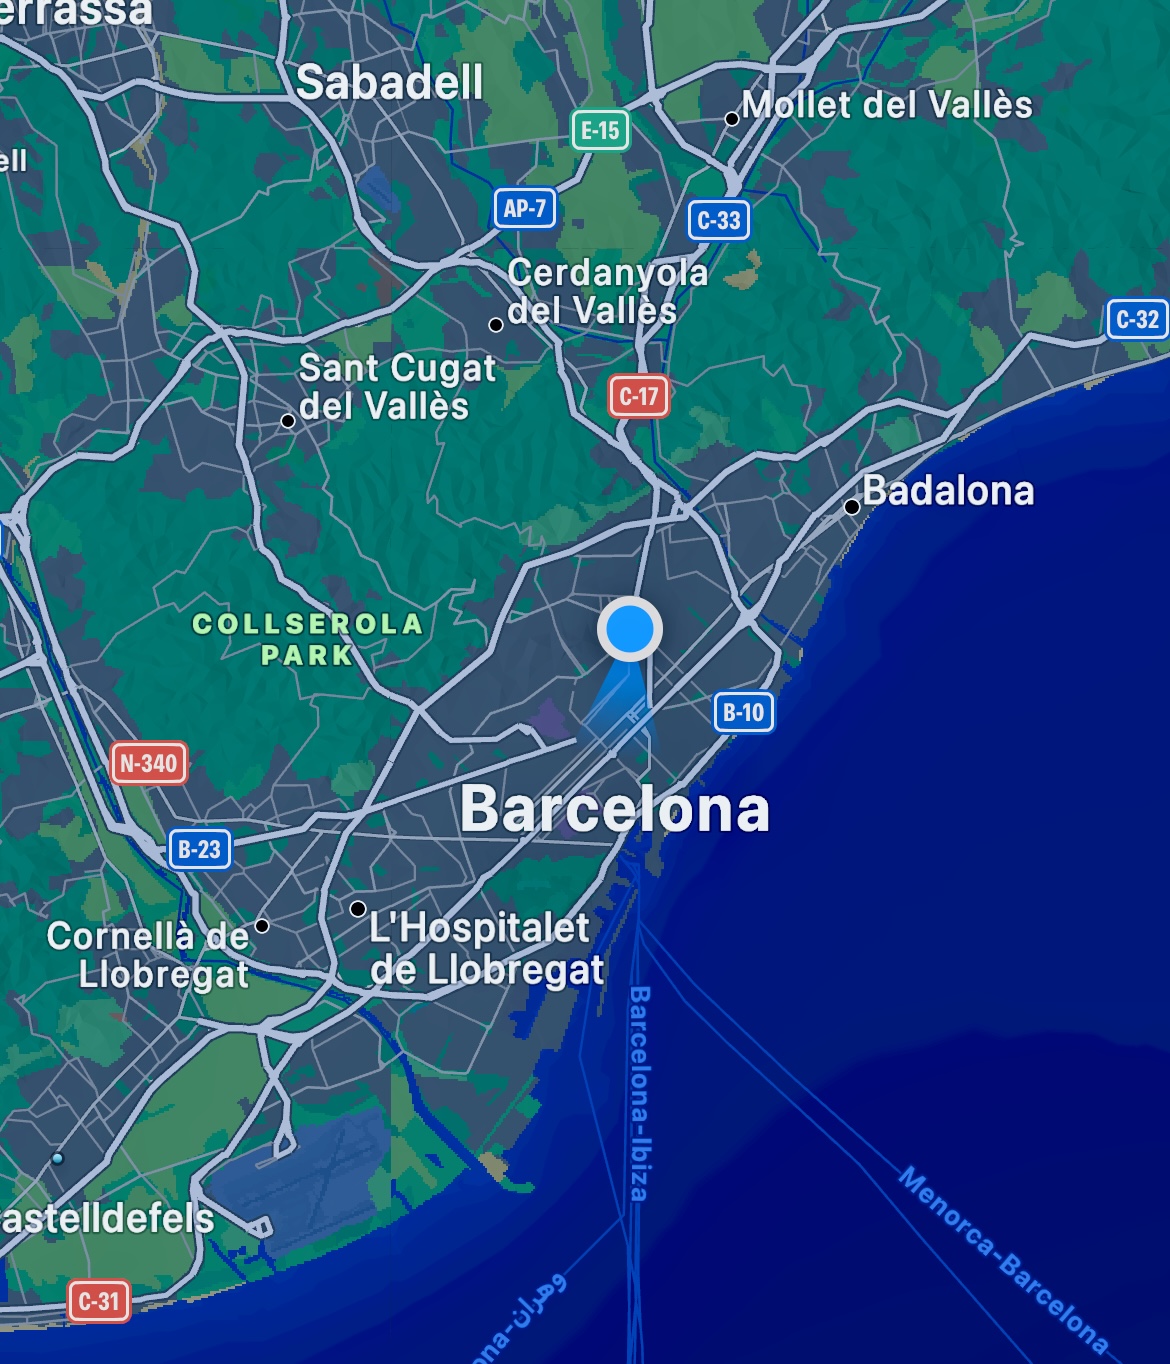 errassa
Sabadell
Mollet del Vallès
E-15
ell
AP-7
C-33
Cerdanyola
del Vallès
C-32
Sant Cugat
del Vallès
C-17
Badalona
COLLSEROLA
PARK
B-10
N-340
Barcelona
B-23
L'Hospitalet
de Llobregat
Cornellà de
Llobregat
Barcelona-Ibiza
Menorca-Barcelona
astelldefels
وهران-ona
C-31